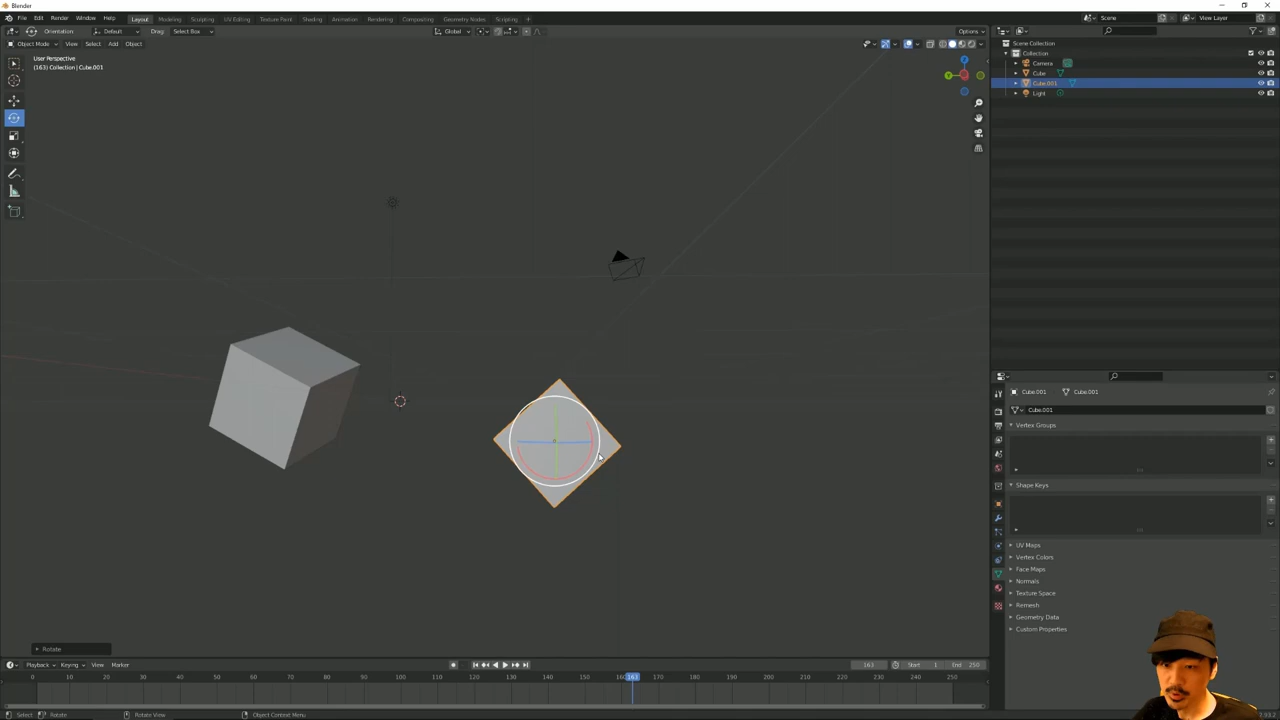 Blender
File Edit Render Window Help Layout Modeling Sculpting UV Editing Texture Paint Shading Animation Rendering Compositing Geometry Nodes Scripting + Scene View Layer
Orientation: Default Drag: Select Box Global Options
Object Mode View Select Add Object
User Perspective
(163) Collection | Cube.001
Scene Collection
Collection
Camera
Cube
Cube.001
Light
Cube.001 Cube.001
Cube.001
Vertex Groups
Shape Keys
UV Maps
Vertex Colors
Face Maps
Normals
Texture Space
Remesh
Geometry Data
Custom Properties
Rotate
Playback Keying View Marker 163 Start 1 End 250
0 10 20 30 40 50 60 70 80 90 100 110 120 130 140 150 163 170 180 190 200 210 220 230 240 250
Select Rotate Rotate View Object Context Menu 2.93.2